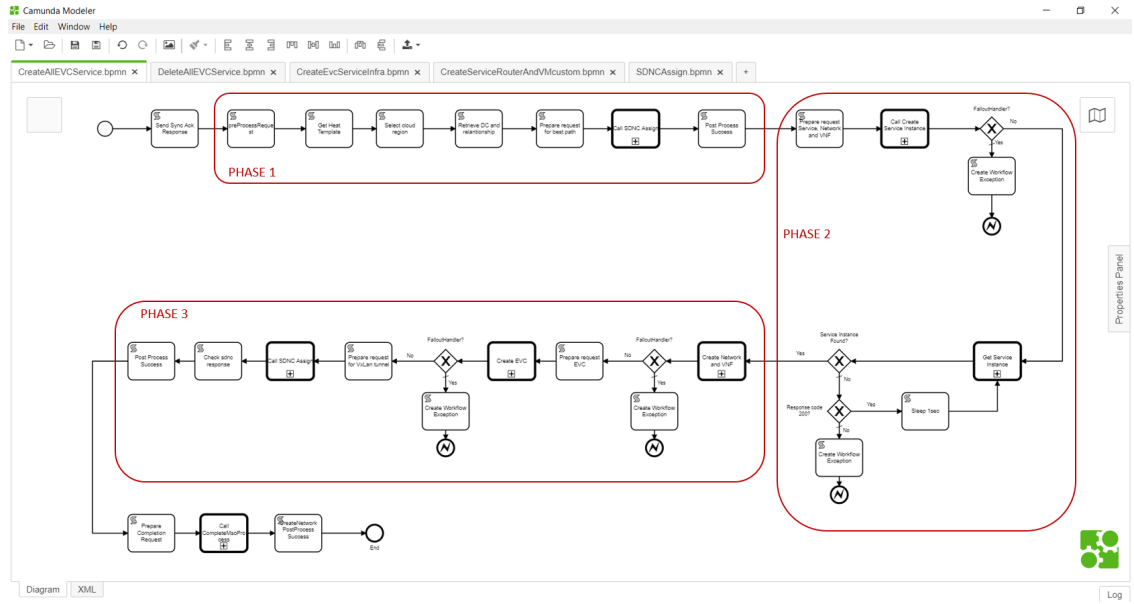 Camunda Modeler
File Edit Window Help
CreateAllEVCService.bpmn × DeleteAllEVCService.bpmn × CreateEvcServiceInfra.bpmn × CreateServiceRouterAndVMcustom.bpmn × SDNCAssign.bpmn × +
Send Sync Ack
Response
preProcessReque
st
Get Heat
Template
Select cloud
region
Retrieve DC and
relantionship
Prepare request
for best path
Call SDNC Assign
Post Process
Success
PHASE 1
Prepare request
Service, Network
and VNF
Call Create
Service Instance
FalloutHandler?
No
Yes
Create Workflow
Exception
PHASE 2
Properties Panel
PHASE 3
Post Process
Success
Check sdnc
response
Call SDNC Assign
Prepare request
for VxLan tunnel
No
FalloutHandler?
Yes
Create Workflow
Exception
Create EVC
Prepare request
EVC
No
FalloutHandler?
Yes
Create Workflow
Exception
Create Network
and VNF
Yes
Service Instance
Found?
No
Get Service
Instance
Response code
200?
Yes
Sleep 1sec
No
Create Workflow
Exception
Prepare
Completion
Request
Call
CompleteMsoPro
cess
CreateNetwork
PostProcess
Success
End
Diagram XML
Log